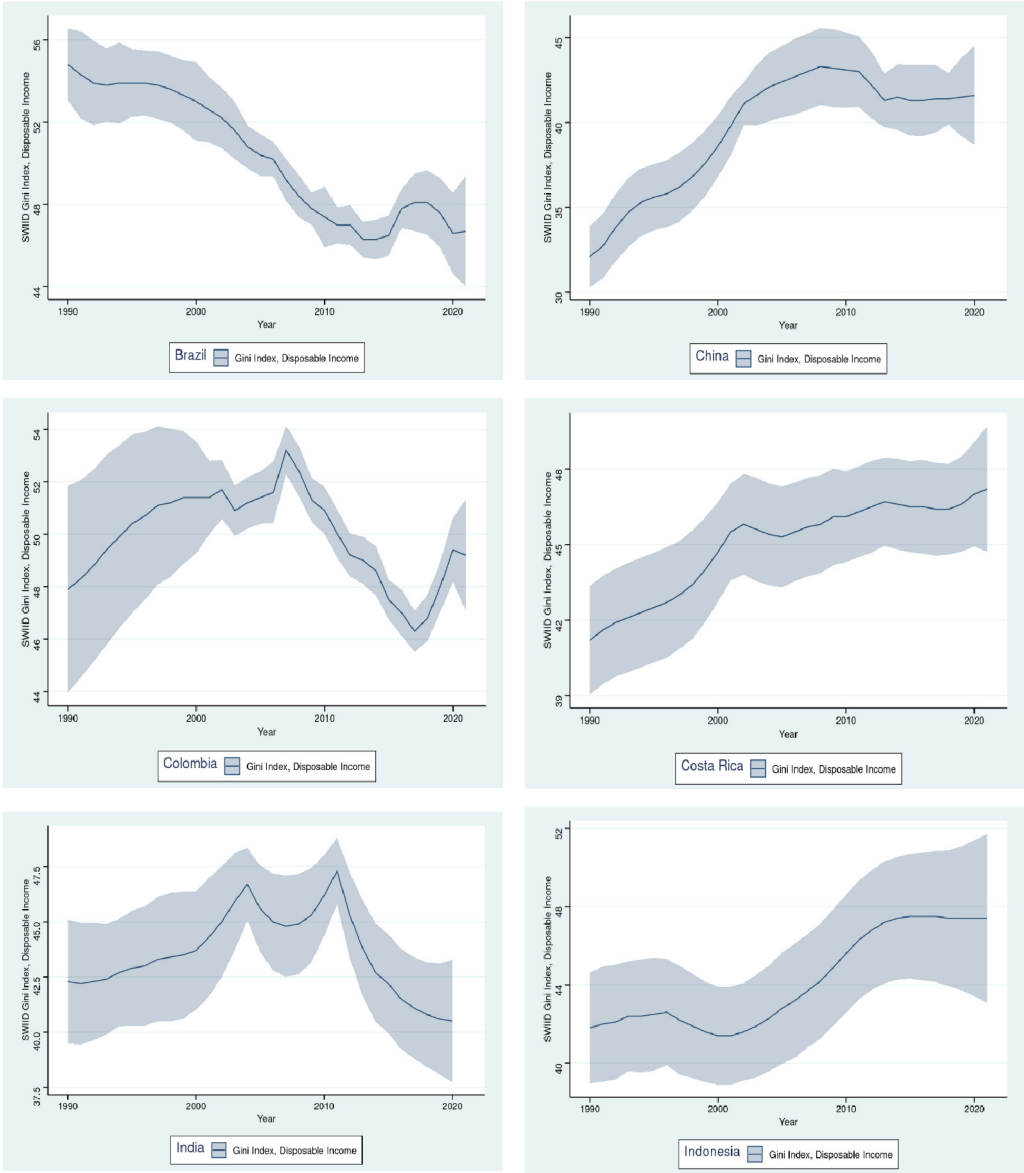 SWIID Gini Index, Disposable Income
56
52
48
44
1990
2000
2010
2020
Year
Brazil Gini Index, Disposable Income
SWIID Gini Index, Disposable Income
45
40
35
30
1990
2000
2010
2020
Year
China Gini Index, Disposable Income
SWIID Gini Index, Disposable Income
54
52
50
48
46
44
1990
2000
2010
2020
Year
Colombia Gini Index, Disposable Income
SWIID Gini Index, Disposable Income
48
45
42
39
1990
2000
2010
2020
Year
Costa Rica Gini Index, Disposable Income
SWIID Gini Index, Disposable Income
47.5
45.0
42.5
40.0
37.5
1990
2000
2010
2020
Year
India Gini Index, Disposable Income
SWIID Gini Index, Disposable Income
52
48
44
40
1990
2000
2010
2020
Year
Indonesia Gini Index, Disposable Income